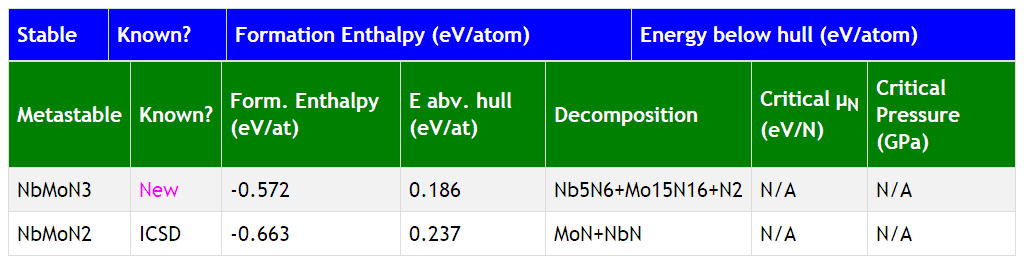 Stable Known? Formation Enthalpy (eV/atom) Energy below hull (eV/atom)
Metastable Known? Form. Enthalpy (eV/at) E abv. hull (eV/at) Decomposition Critical μN (eV/N) Critical Pressure (GPa)
NbMoN3 New -0.572 0.186 Nb5N6+Mo15N16+N2 N/A N/A
NbMoN2 ICSD -0.663 0.237 MoN+NbN N/A N/A